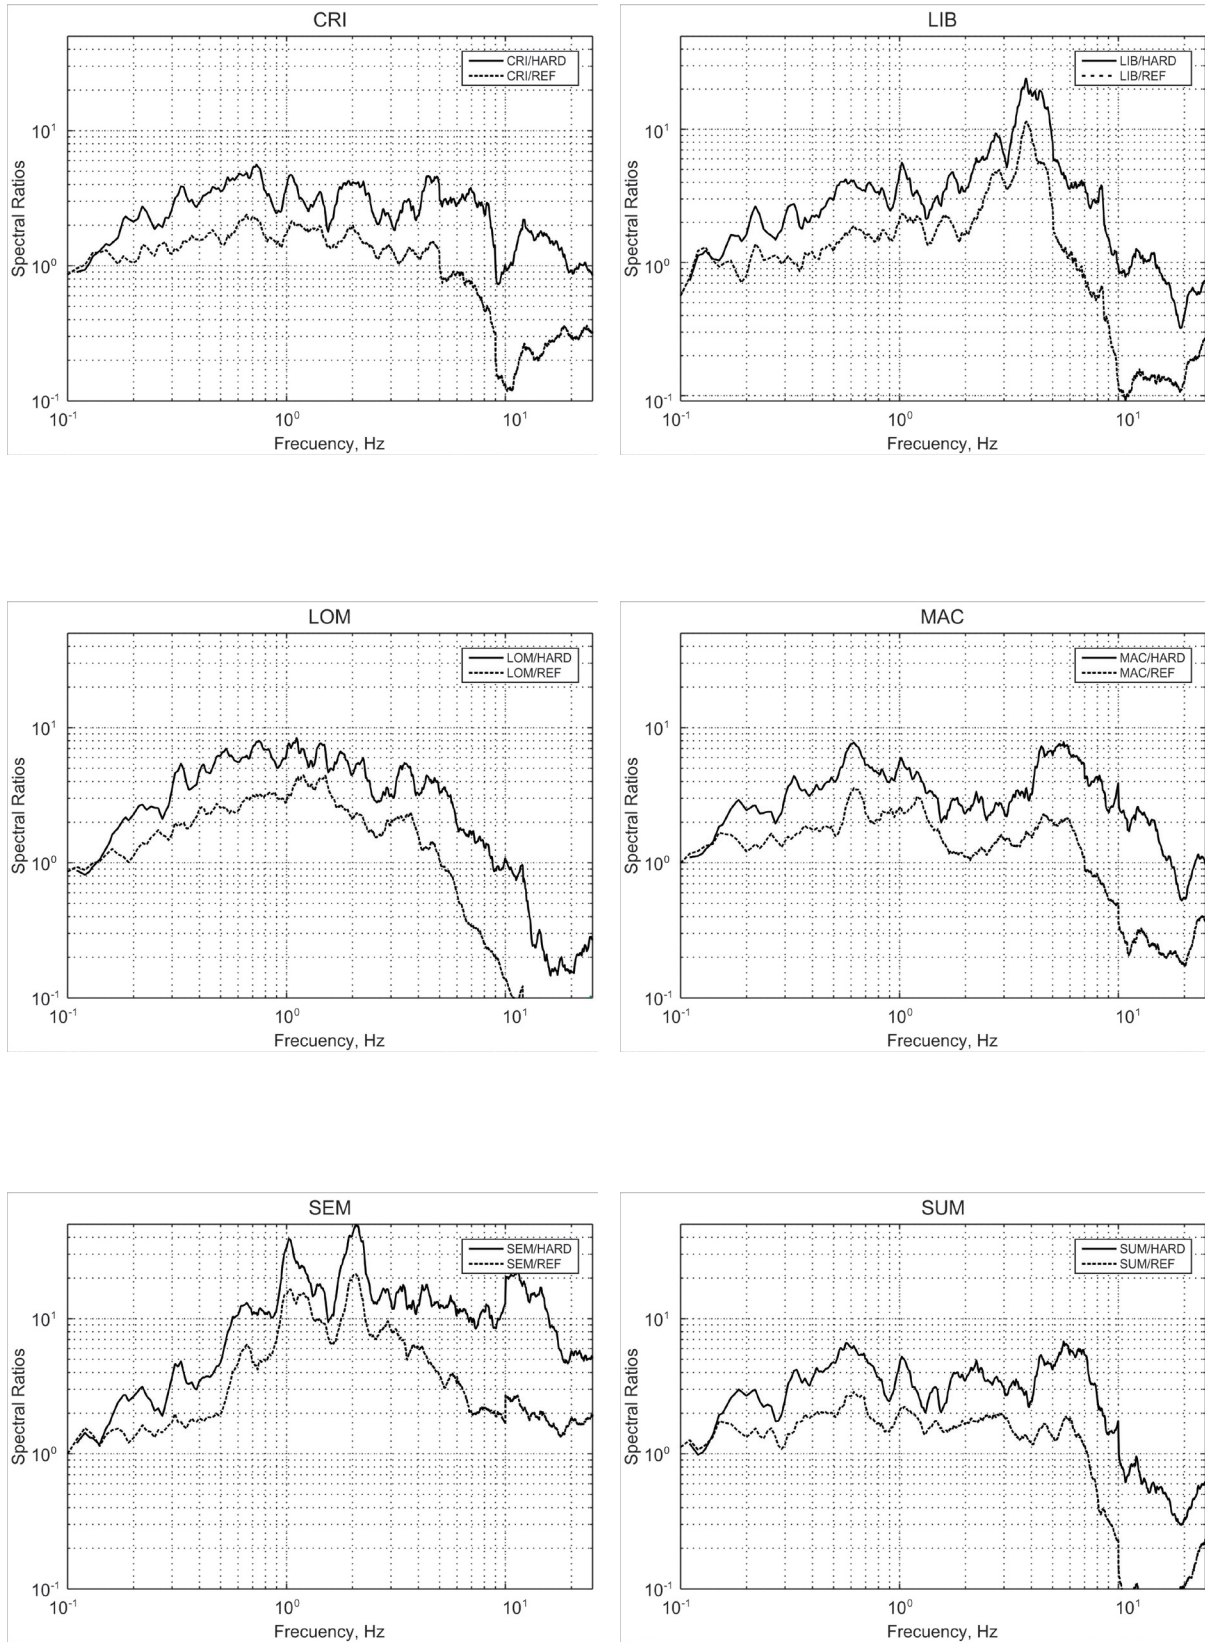 CRI
CRI/HARD
CRI/REF
10^1
10^0
10^-1
Spectral Ratios
10^-1
10^0
10^1
Frecuency, Hz
LIB
LIB/HARD
LIB/REF
10^1
10^0
10^-1
Spectral Ratios
10^-1
10^0
10^1
Frecuency, Hz
LOM
LOM/HARD
LOM/REF
10^1
10^0
10^-1
Spectral Ratios
10^-1
10^0
10^1
Frecuency, Hz
MAC
MAC/HARD
MAC/REF
10^1
10^0
10^-1
Spectral Ratios
10^-1
10^0
10^1
Frecuency, Hz
SEM
SEM/HARD
SEM/REF
10^1
10^0
10^-1
Spectral Ratios
10^-1
10^0
10^1
Frecuency, Hz
SUM
SUM/HARD
SUM/REF
10^1
10^0
10^-1
Spectral Ratios
10^-1
10^0
10^1
Frecuency, Hz